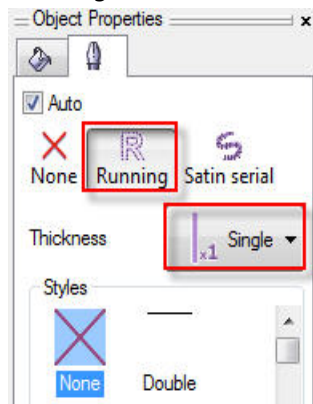 Object Properties x
Auto
None Running Satin serial
Thickness x1 Single
Styles
None Double